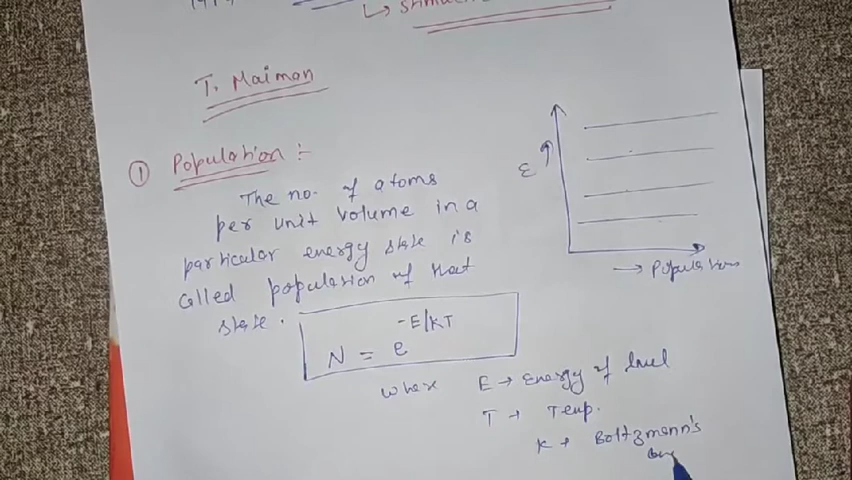 T. Maiman
① Population :-
The no. of atoms
per unit volume in a
particular energy state is
called population of that
state.
N = e^-E/KT
E
→ Population
where E → Energy of level
T → Temp.
K → Boltzmann's